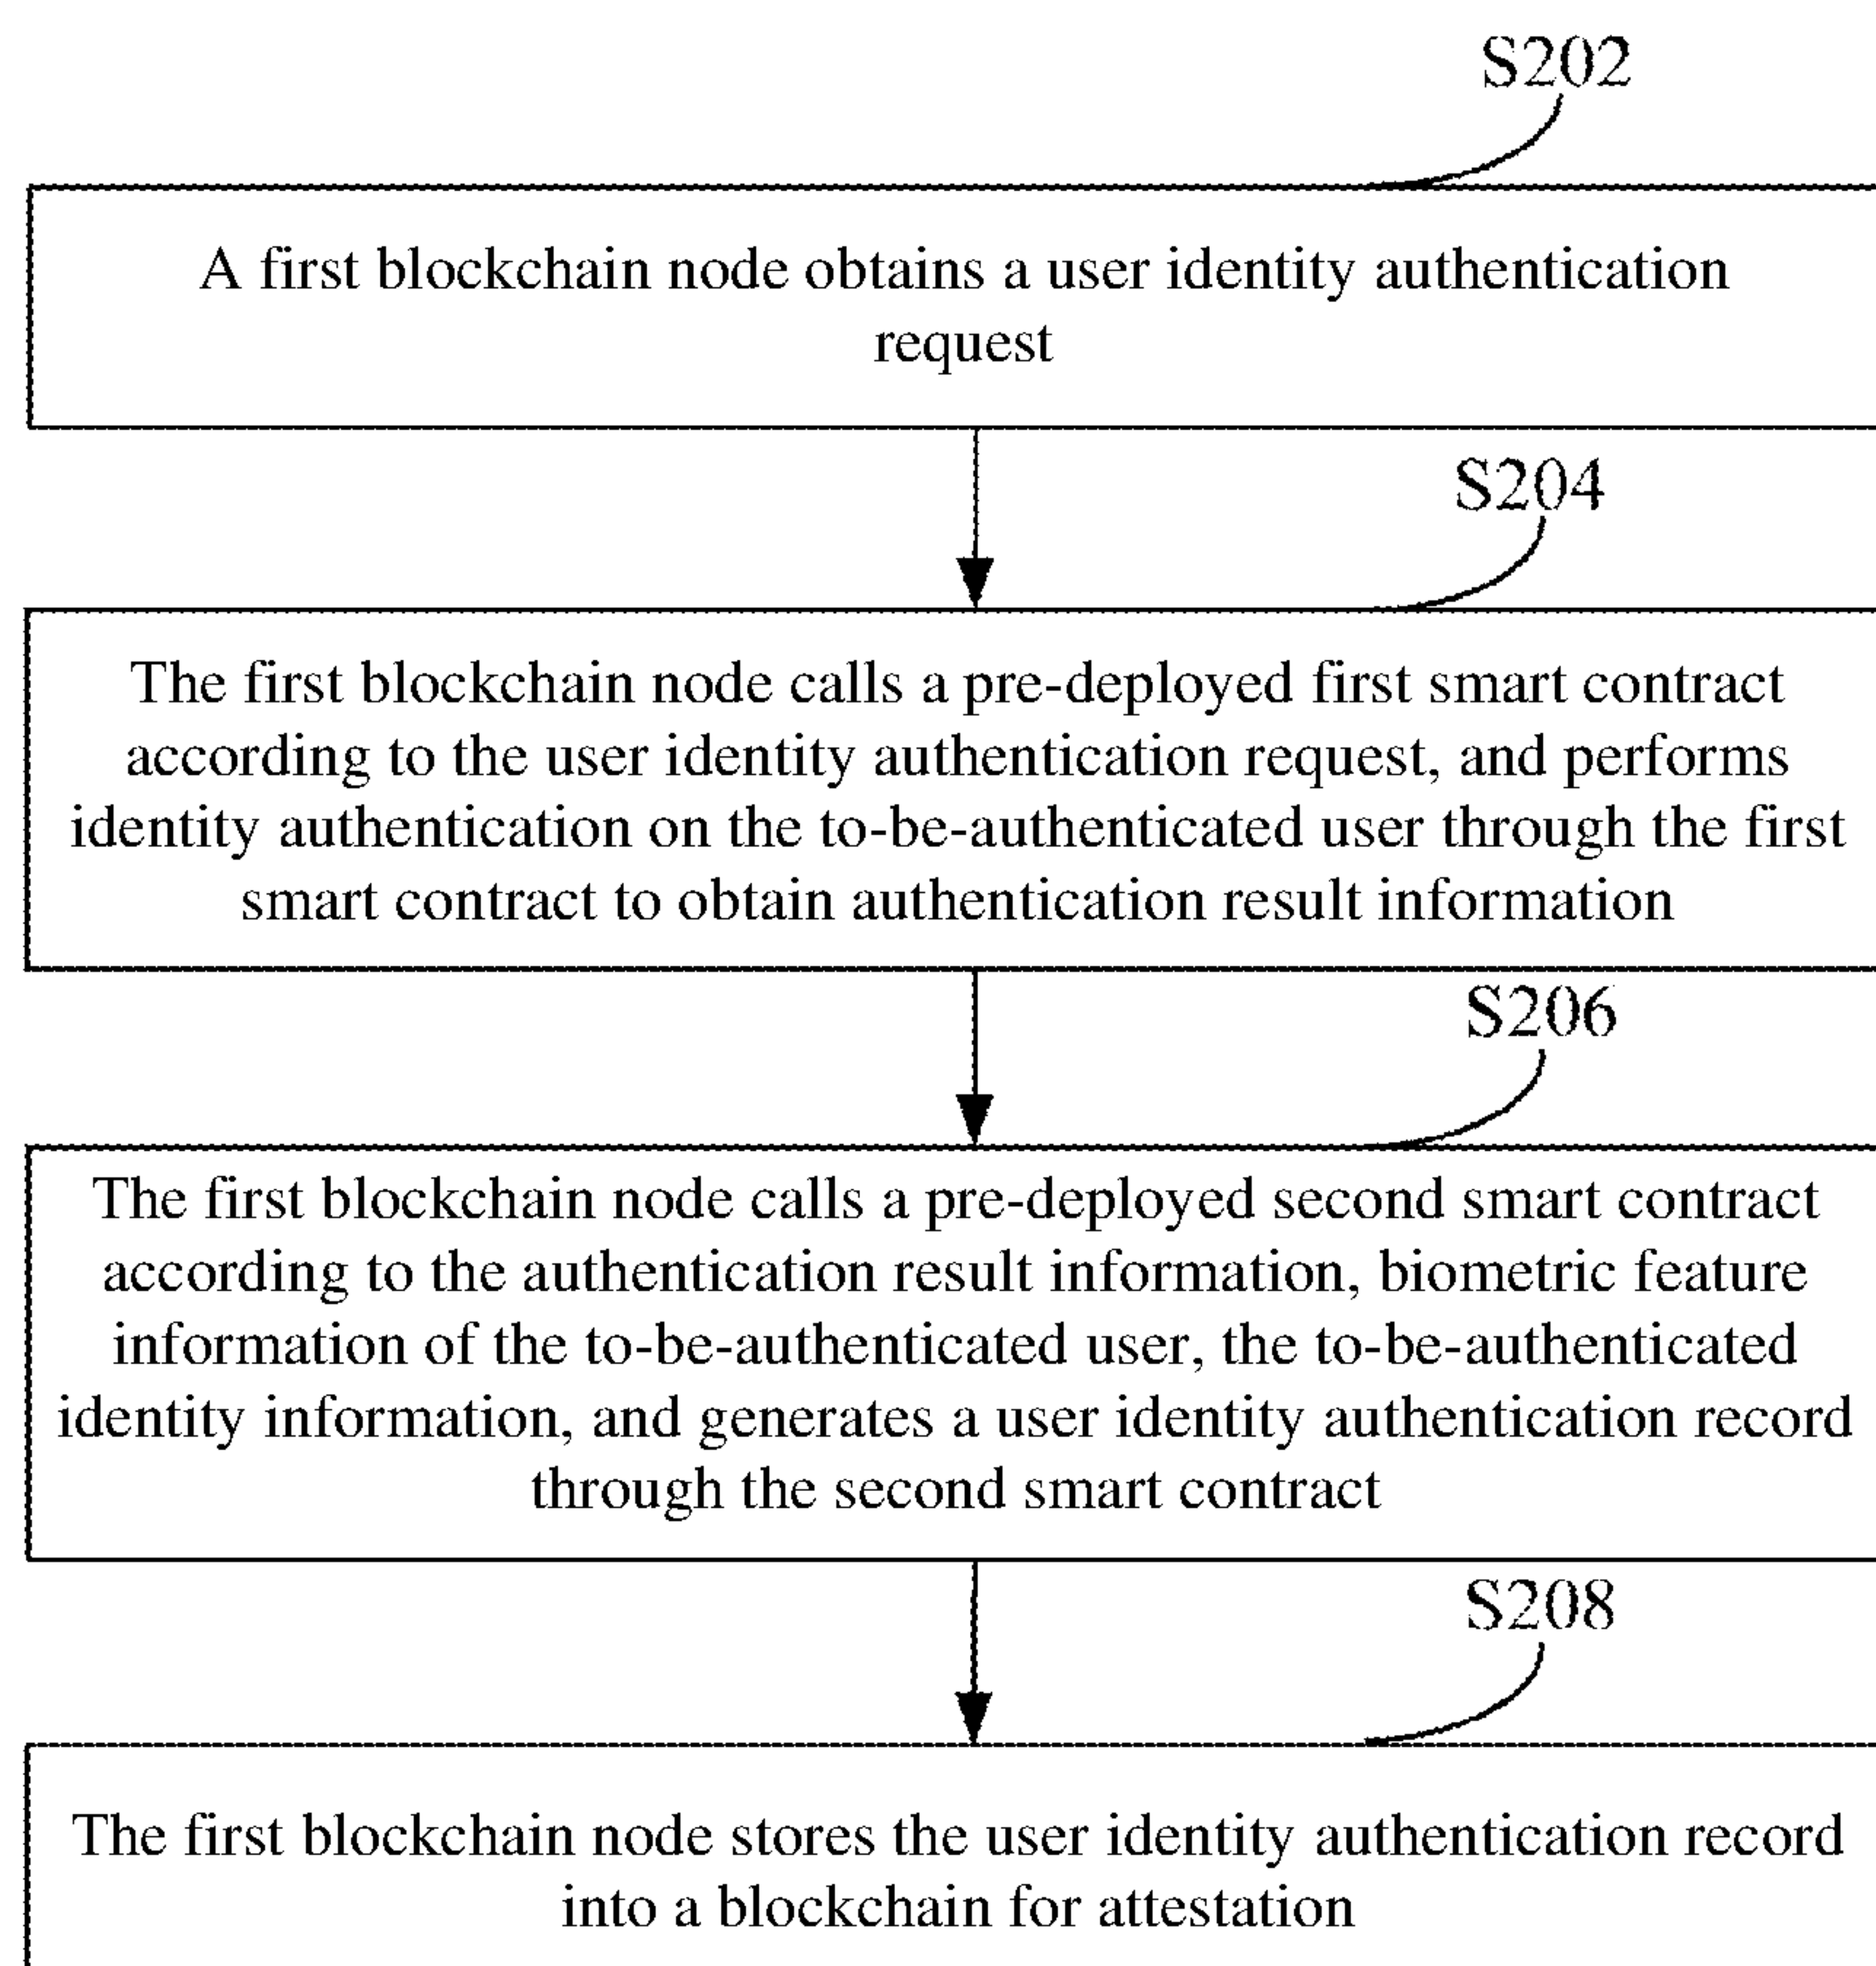 S202
A first blockchain node obtains a user identity authentication
request
S204
The first blockchain node calls a pre-deployed first smart contract
according to the user identity authentication request, and performs
identity authentication on the to-be-authenticated user through the first
smart contract to obtain authentication result information
S206
The first blockchain node calls a pre-deployed second smart contract
according to the authentication result information, biometric feature
information of the to-be-authenticated user, the to-be-authenticated
identity information, and generates a user identity authentication record
through the second smart contract
S208
The first blockchain node stores the user identity authentication record
into a blockchain for attestation